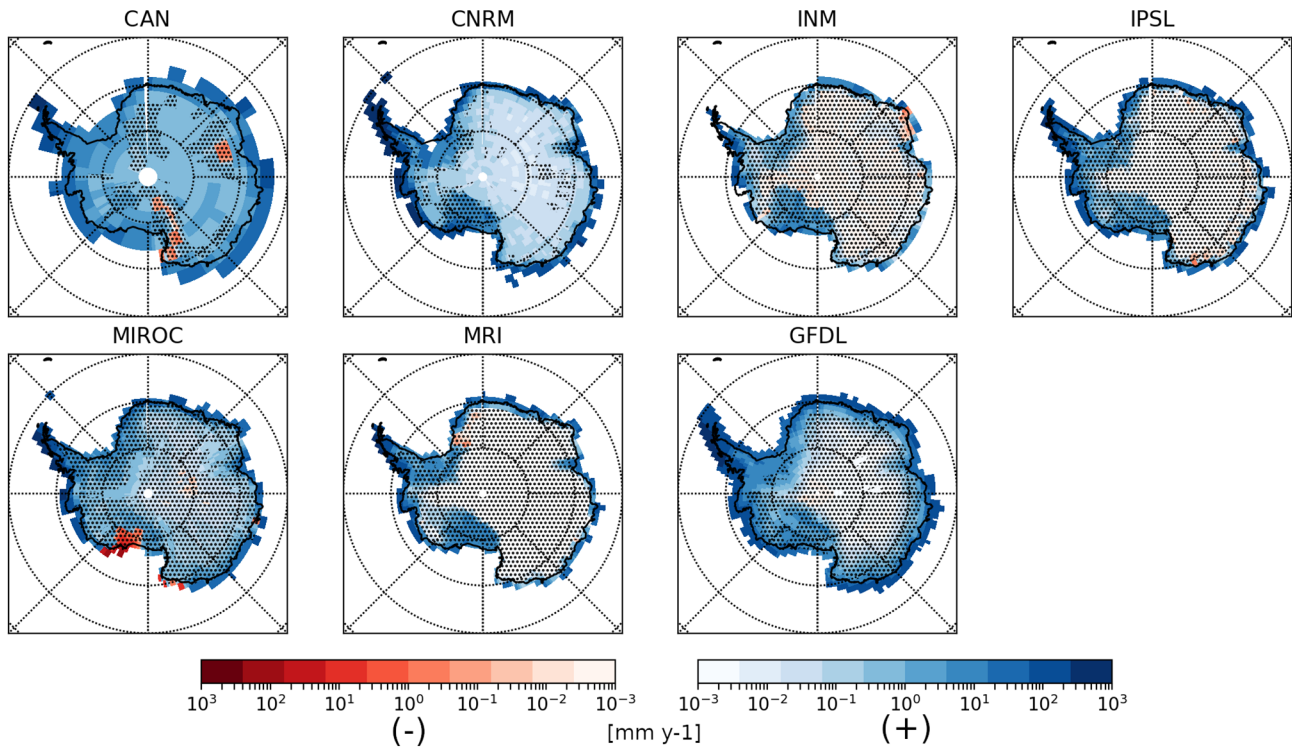 CAN CNRM INM IPSL
MIROC MRI GFDL
10³ 10² 10¹ 10⁰ 10⁻¹ 10⁻² 10⁻³ 10⁻³ 10⁻² 10⁻¹ 10⁰ 10¹ 10² 10³
(-) [mm y-1] (+)